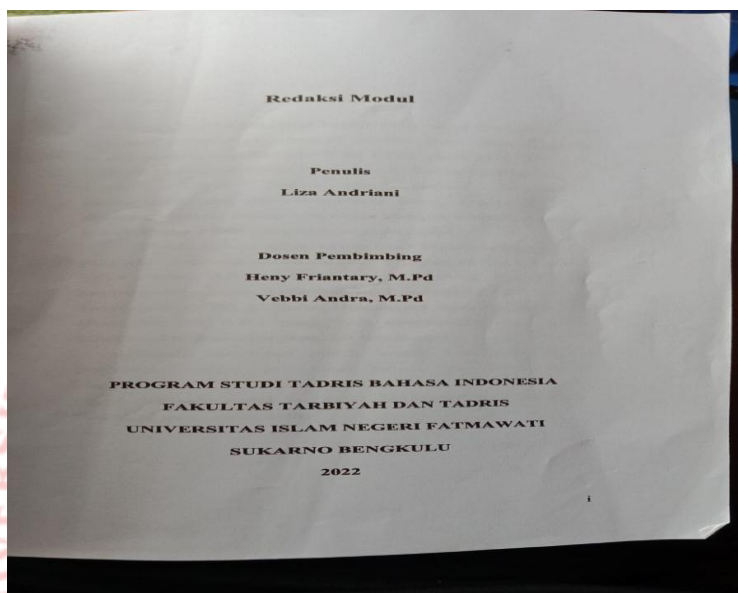 Redaksi Modul
Penulis
Liza Andriani
Dosen Pembimbing
Heny Friantary, M.Pd
Vebbi Andra, M.Pd
PROGRAM STUDI TADRIS BAHASA INDONESIA
FAKULTAS TARBIYAH DAN TADRIS
UNIVERSITAS ISLAM NEGERI FATMAWATI
SUKARNO BENGKULU
2022
i